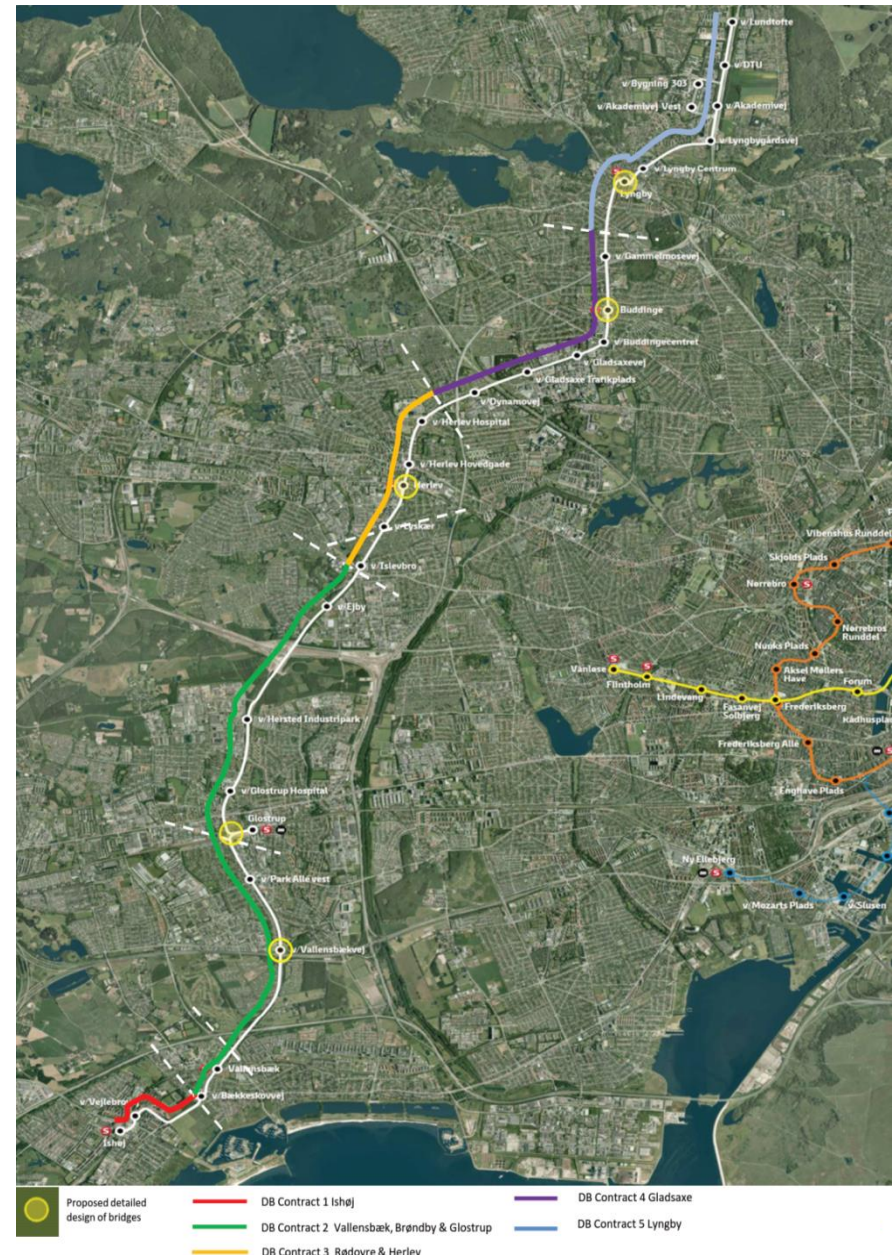 v/Lundtofte
v/DTU
v/Bygning 303
v/Akademivej Vest
v/Akademivej
v/Lyngbygårdsvej
v/Lyngby Centrum
S
Lyngby
v/Gammelmosevej
Buddinge
v/Buddingecentret
v/Gladsaxevej
v/Gladsaxe Trafikplads
v/Dynamovej
v/Herlev Hospital
v/Herlev Hovedgade
Herlev
v/Lyskær
v/Islevbro
v/Ejby
Vibenshus Runddel
Skjolds Plads
Nørrebro S
Nørrebros
Runddel
Nuuks Plads
Aksel Møllers
Have
S
Vanløse
S
Flintholm
Lindevang
Fasanvej
Solbjerg
Frederiksberg
Forum
Rådhuspla
Frederiksberg Allé
Enghave Plads
v/Hersted Industripark
v/Glostrup Hospital
Glostrup
S
v/Park Allé vest
v/Vallensbækvej
Ny Ellebjerg
S
v/Mozarts Plads
v/Slusen
Vallensbæk
v/Bækkeskovvej
v/Vejlebro
S
Ishøj
Proposed detailed
design of bridges
DB Contract 1 Ishøj
DB Contract 2 Vallensbæk, Brøndby & Glostrup
DB Contract 3 Rødovre & Herlev
DB Contract 4 Gladsaxe
DB Contract 5 Lyngby